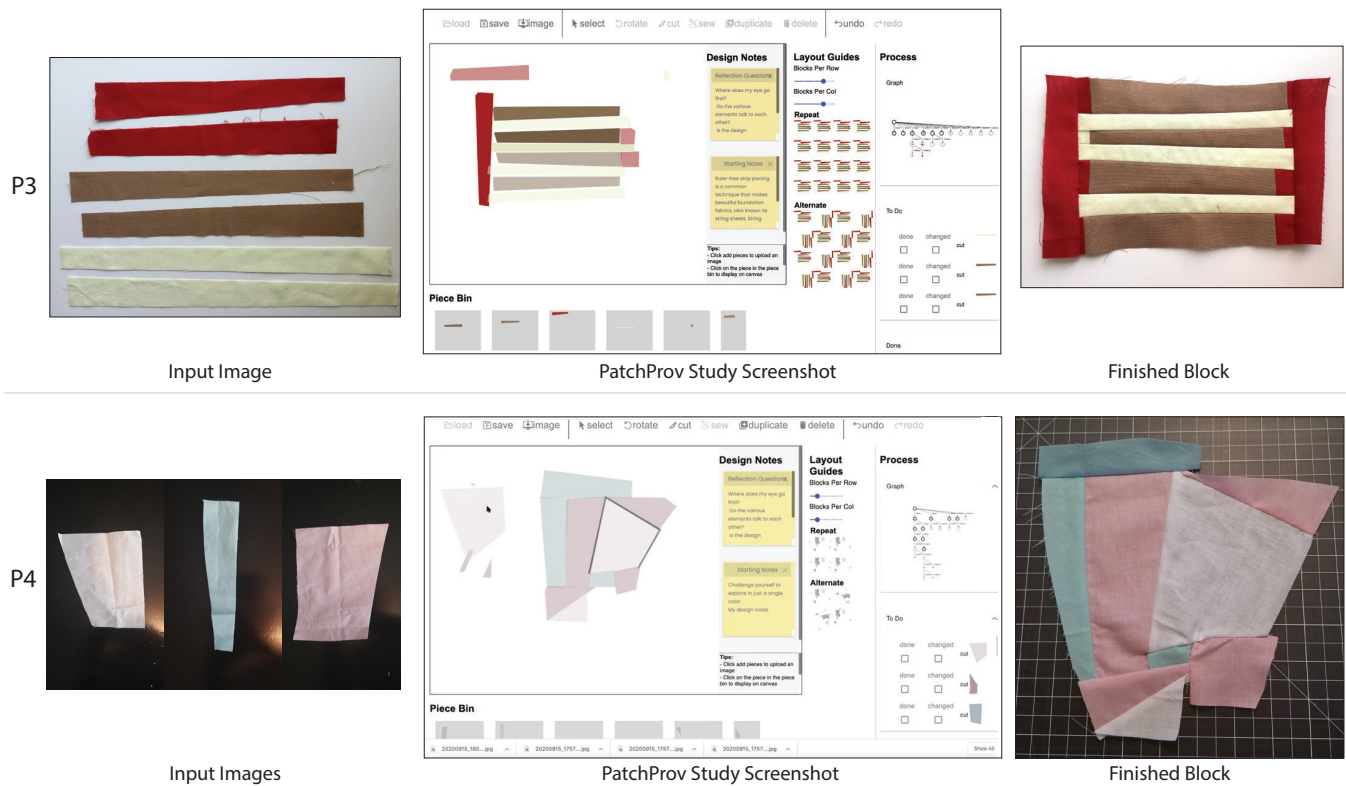 load save image select rotate cut sew duplicate delete undo redo
P3
Design Notes
Reflection Questions
Where does my eye go
first?
Do the various
elements talk to each
other?
is the design
Starting Notes
Ruler-free strip piecing
is a common
technique that makes
beautiful foundation
fabrics, also known as
string sheets. String
Tips:
- Click add pieces to upload an
image
- Click on the piece in the piece
bin to display on canvas
Layout Guides
Blocks Per Row
Blocks Per Col
Repeat
Alternate
Process
Graph
To Do
done changed
cut
done changed
cut
done changed
cut
Done
Piece Bin
Input Image
PatchProv Study Screenshot
Finished Block
load save image select rotate cut sew duplicate delete undo redo
P4
Design Notes
Reflection Questions
Where does my eye go
first?
Do the various
elements talk to each
other?
is the design
Starting Notes
Challenge yourself to
explore in just a single
color
My design notes
Tips:
- Click add pieces to upload an
image
- Click on the piece in the piece
bin to display on canvas
Layout
Guides
Blocks Per Row
Blocks Per Col
Repeat
Alternate
Process
Graph
To Do
done changed
cut
done changed
cut
done changed
cut
Piece Bin
20200915_180....jpg 20200915_1757....jpg 20200915_1757....jpg 20200915_1757....jpg Show All
Input Images
PatchProv Study Screenshot
Finished Block